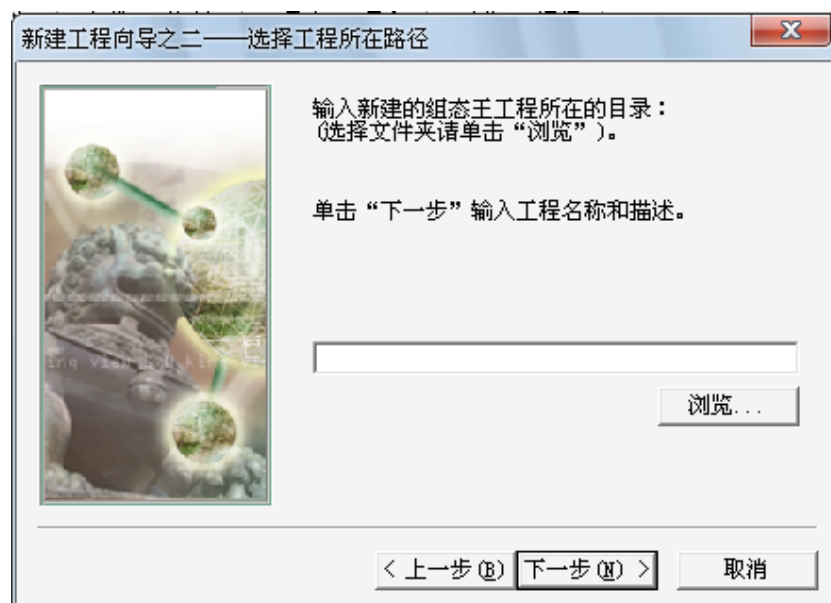 新建工程向导之二——选择工程所在路径
输入新建的组态王工程所在的目录：
(选择文件夹请单击“浏览”)。
单击“下一步”输入工程名称和描述。
浏览...
< 上一步(B)
下一步(N) >
取消